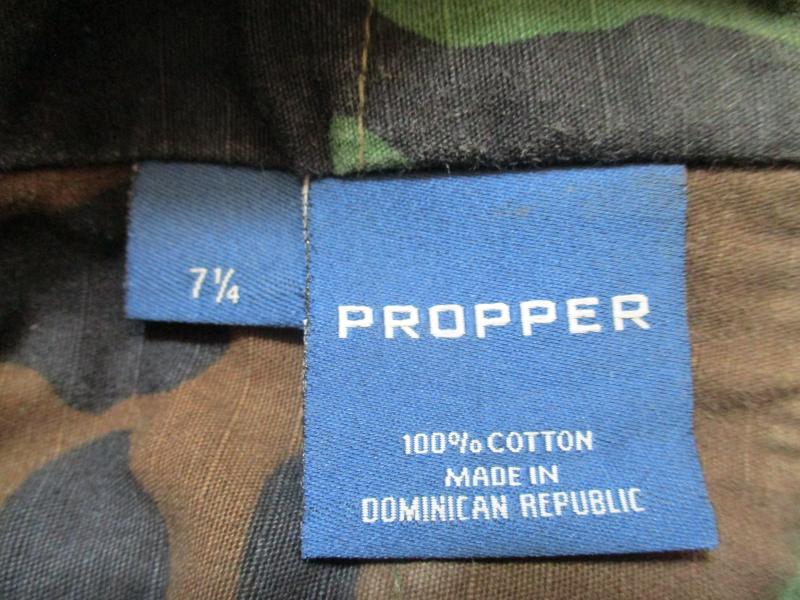 7¼
PROPPER
100% COTTON
MADE IN
DOMINICAN REPUBLIC